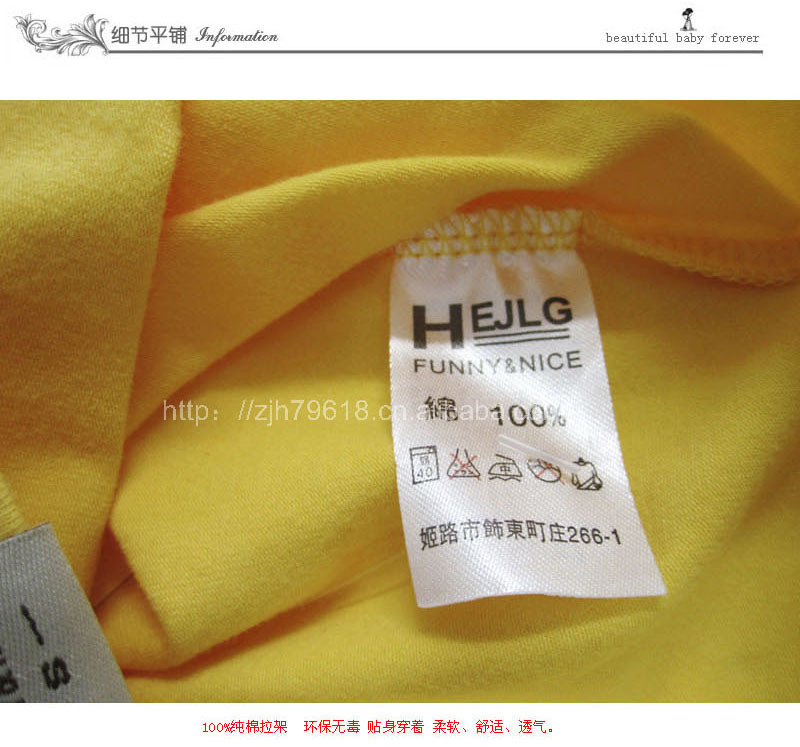 细节平铺 Information
beautiful baby forever
HEJLG
FUNNY&NICE
綿 100%
40
中
姫路市飾東町庄266-1
http://zjh79618.cn.alibaba
S
100%纯棉拉架 环保无毒 贴身穿着 柔软、舒适、透气。